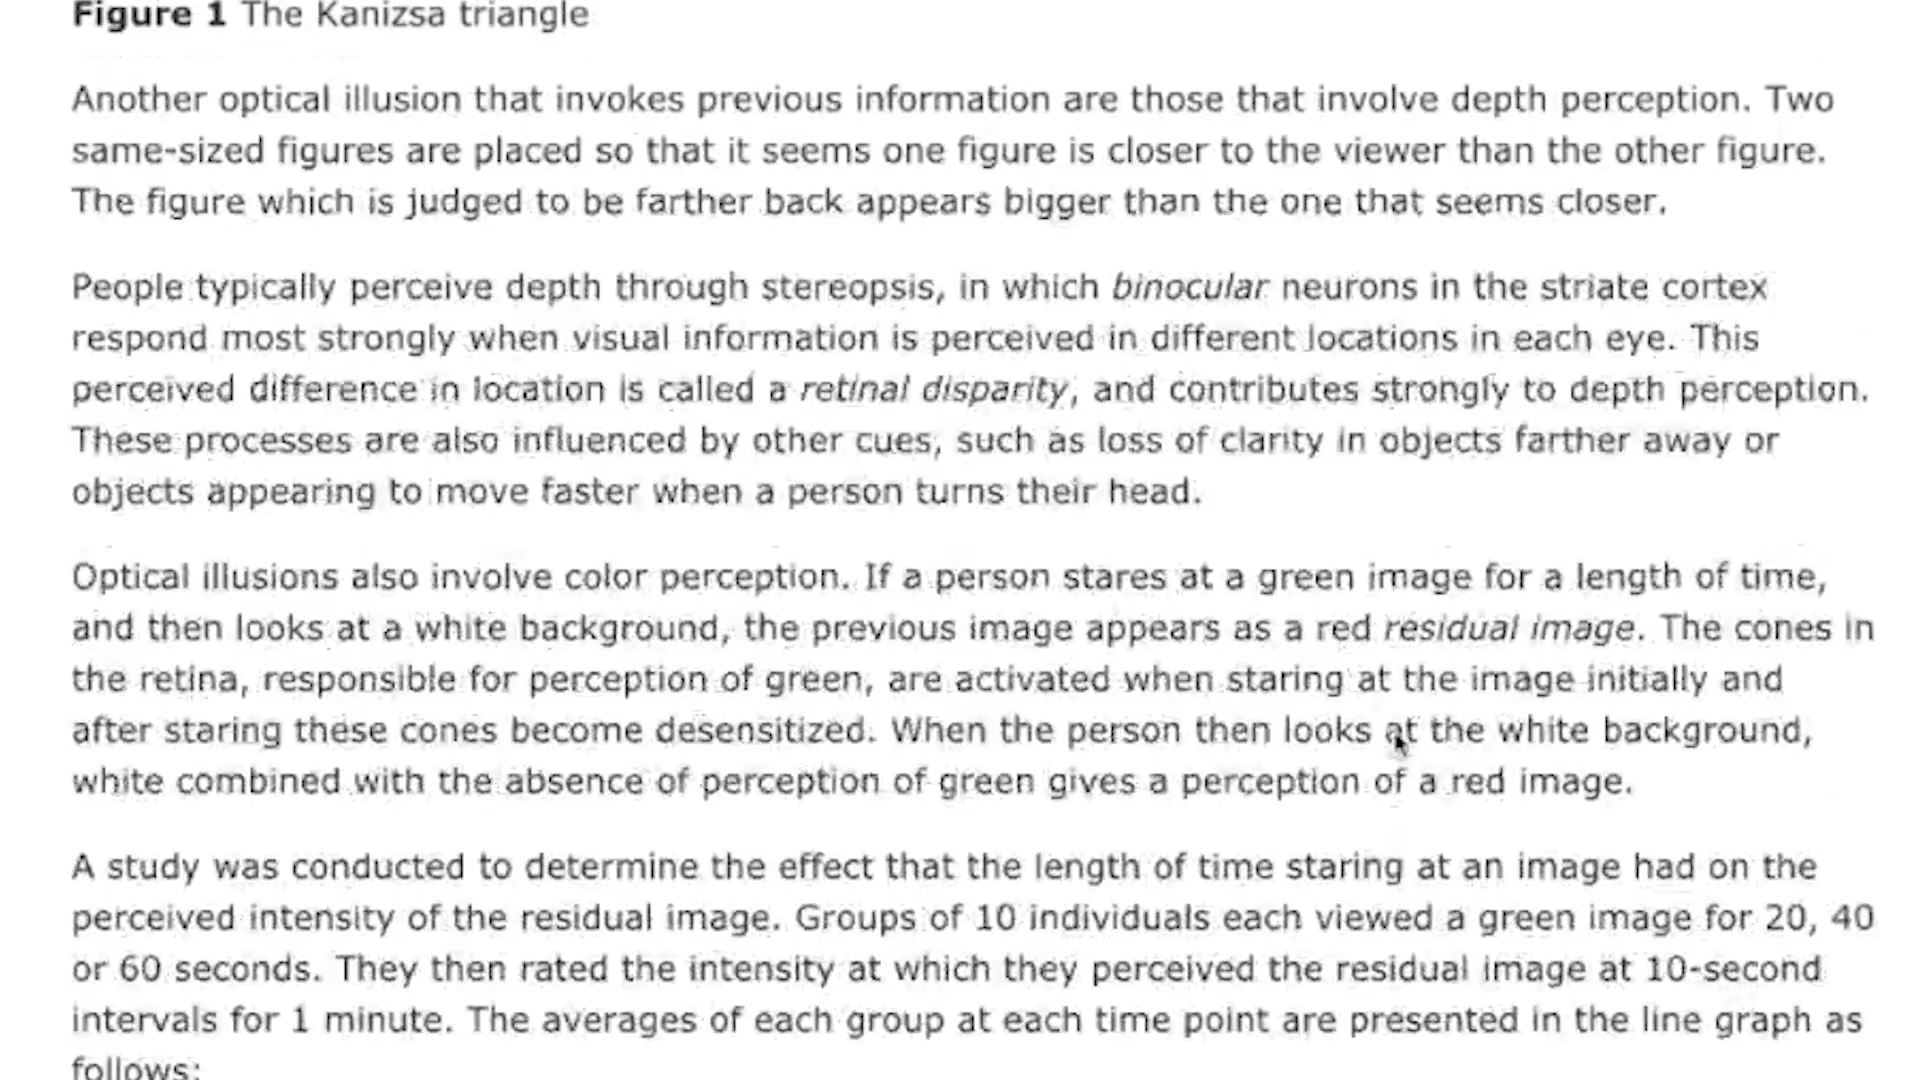 Figure 1 The Kanizsa triangle
Another optical illusion that invokes previous information are those that involve depth perception. Two
same-sized figures are placed so that it seems one figure is closer to the viewer than the other figure.
The figure which is judged to be farther back appears bigger than the one that seems closer.
People typically perceive depth through stereopsis, in which binocular neurons in the striate cortex
respond most strongly when visual information is perceived in different locations in each eye. This
perceived difference in location is called a retinal disparity, and contributes strongly to depth perception.
These processes are also influenced by other cues, such as loss of clarity in objects farther away or
objects appearing to move faster when a person turns their head.
Optical illusions also involve color perception. If a person stares at a green image for a length of time,
and then looks at a white background, the previous image appears as a red residual image. The cones in
the retina, responsible for perception of green, are activated when staring at the image initially and
after staring these cones become desensitized. When the person then looks at the white background,
white combined with the absence of perception of green gives a perception of a red image.
A study was conducted to determine the effect that the length of time staring at an image had on the
perceived intensity of the residual image. Groups of 10 individuals each viewed a green image for 20, 40
or 60 seconds. They then rated the intensity at which they perceived the residual image at 10-second
intervals for 1 minute. The averages of each group at each time point are presented in the line graph as
follows: